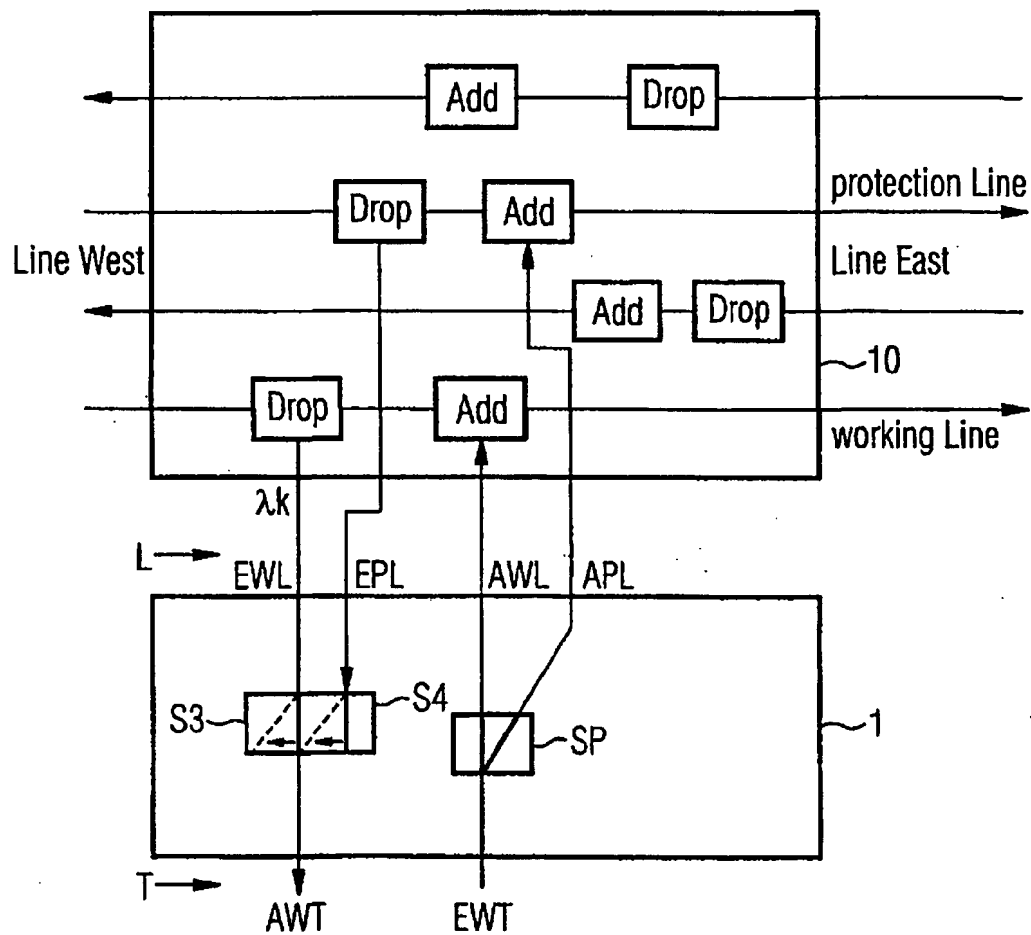 Add Drop
protection Line
Drop Add
Line West Line East
Add Drop
10
Drop Add
working Line
λk
L
EWL EPL AWL APL
S3 S4
SP 1
T
AWT EWT